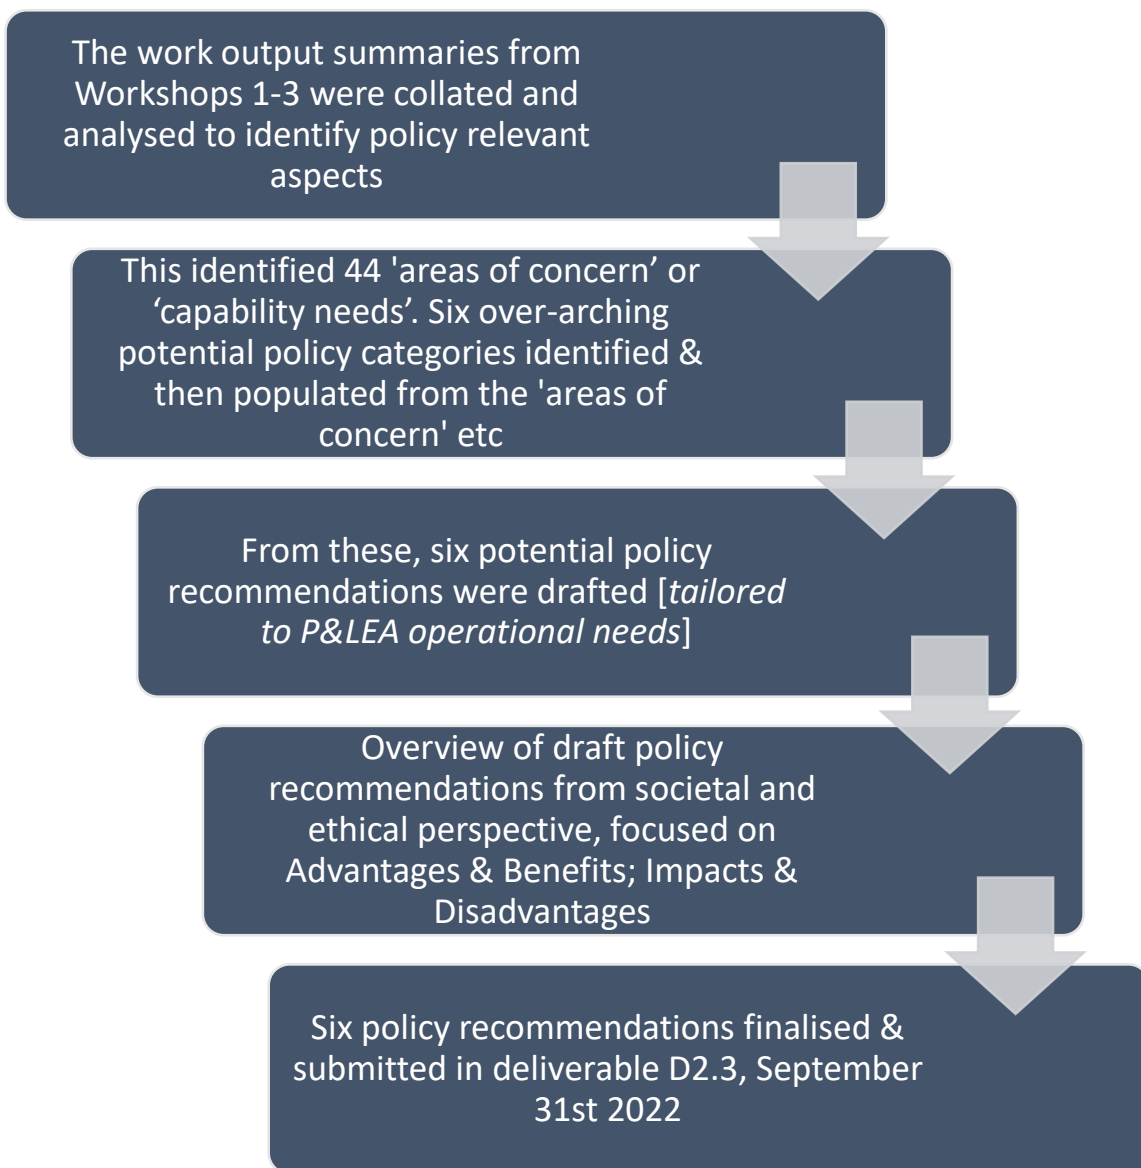 The work output summaries from
Workshops 1-3 were collated and
analysed to identify policy relevant
aspects
This identified 44 'areas of concern’ or
‘capability needs’. Six over-arching
potential policy categories identified &
then populated from the 'areas of
concern' etc
From these, six potential policy
recommendations were drafted [tailored
to P&LEA operational needs]
Overview of draft policy
recommendations from societal and
ethical perspective, focused on
Advantages & Benefits; Impacts &
Disadvantages
Six policy recommendations finalised &
submitted in deliverable D2.3, September
31st 2022